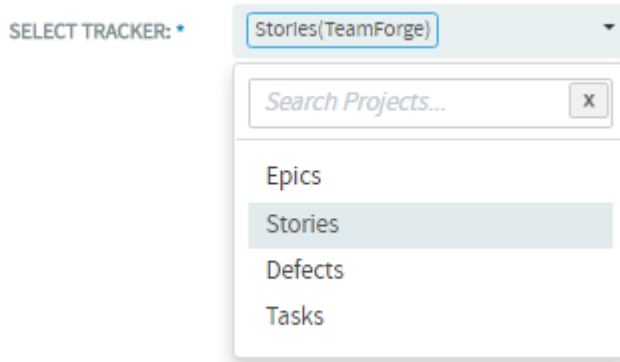 SELECT TRACKER: * Stories(TeamForge)
Search Projects...  x
Epics
Stories
Defects
Tasks